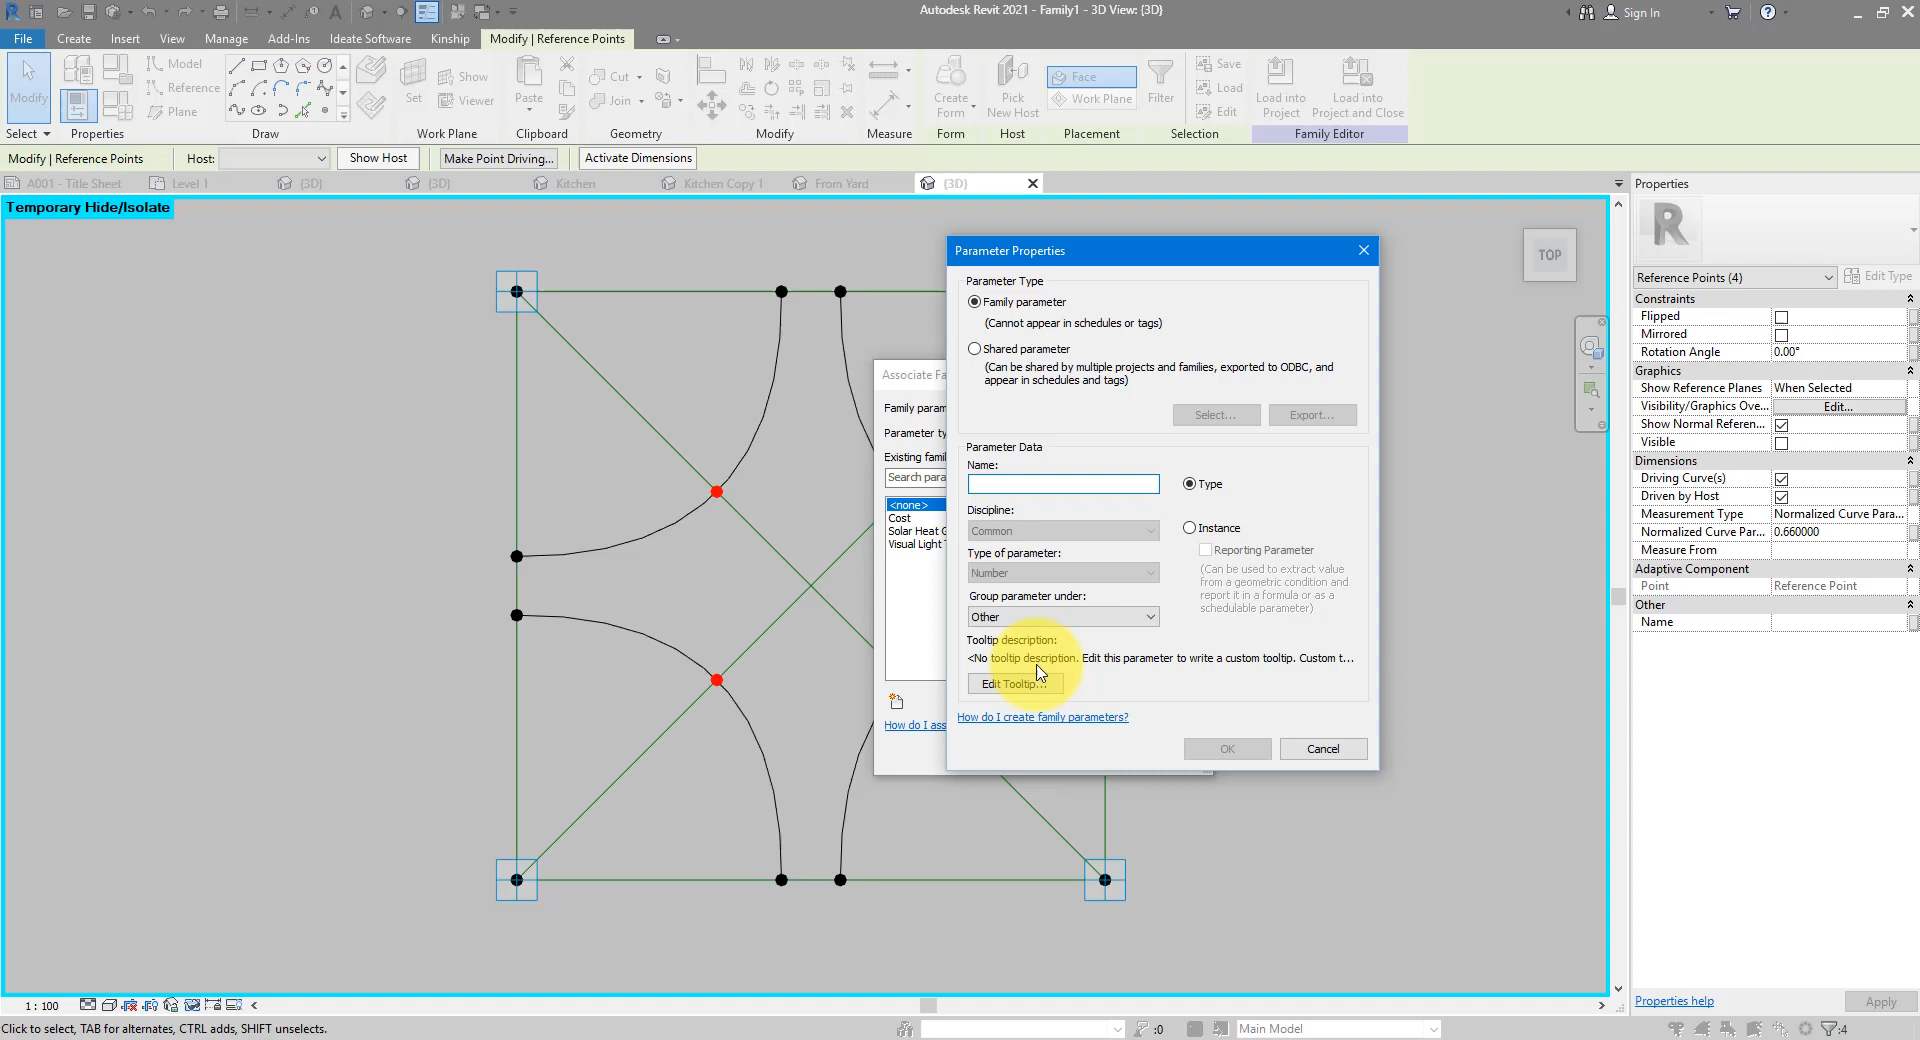 Autodesk Revit 2021 - Family1 - 3D View: {3D}
Sign In
File
Create
Insert
View
Manage
Add-Ins
Ideate Software
Kinship
Modify | Reference Points
Modify
Model
Reference
Plane
Set
Show
Viewer
Paste
Cut
Join
Create
Form
Pick
New Host
Face
Work Plane
Filter
Save
Load
Edit
Load into
Project
Load into
Project and Close
Select
Properties
Draw
Work Plane
Clipboard
Geometry
Modify
Measure
Form
Host
Placement
Selection
Family Editor
Modify | Reference Points
Host:
Show Host
Make Point Driving...
Activate Dimensions
A001 - Title Sheet
Level 1
{3D}
{3D}
Kitchen
Kitchen Copy 1
From Yard
{3D}
Temporary Hide/Isolate
TOP
Associate Fa
Family param
Parameter ty
Existing famil
Search para
<none>
Cost
Solar Heat G
Visual Light
How do I ass
Parameter Properties
Parameter Type
Family parameter
(Cannot appear in schedules or tags)
Shared parameter
(Can be shared by multiple projects and families, exported to ODBC, and
appear in schedules and tags)
Select...
Export...
Parameter Data
Name:
Type
Discipline:
Common
Instance
Type of parameter:
Reporting Parameter
Number
(Can be used to extract value
from a geometric condition and
report it in a formula or as a
schedulable parameter)
Group parameter under:
Other
Tooltip description:
<No tooltip description. Edit this parameter to write a custom tooltip. Custom t...
Edit Tooltip...
How do I create family parameters?
OK
Cancel
Properties
Reference Points (4)
Edit Type
Constraints
Flipped
Mirrored
Rotation Angle
0.00°
Graphics
Show Reference Planes
When Selected
Visibility/Graphics Ove...
Edit...
Show Normal Referen...
Visible
Dimensions
Driving Curve(s)
Driven by Host
Measurement Type
Normalized Curve Para...
Normalized Curve Par...
0.660000
Measure From
Adaptive Component
Point
Reference Point
Other
Name
Properties help
Apply
1 : 100
Click to select, TAB for alternates, CTRL adds, SHIFT unselects.
:0
Main Model
:4